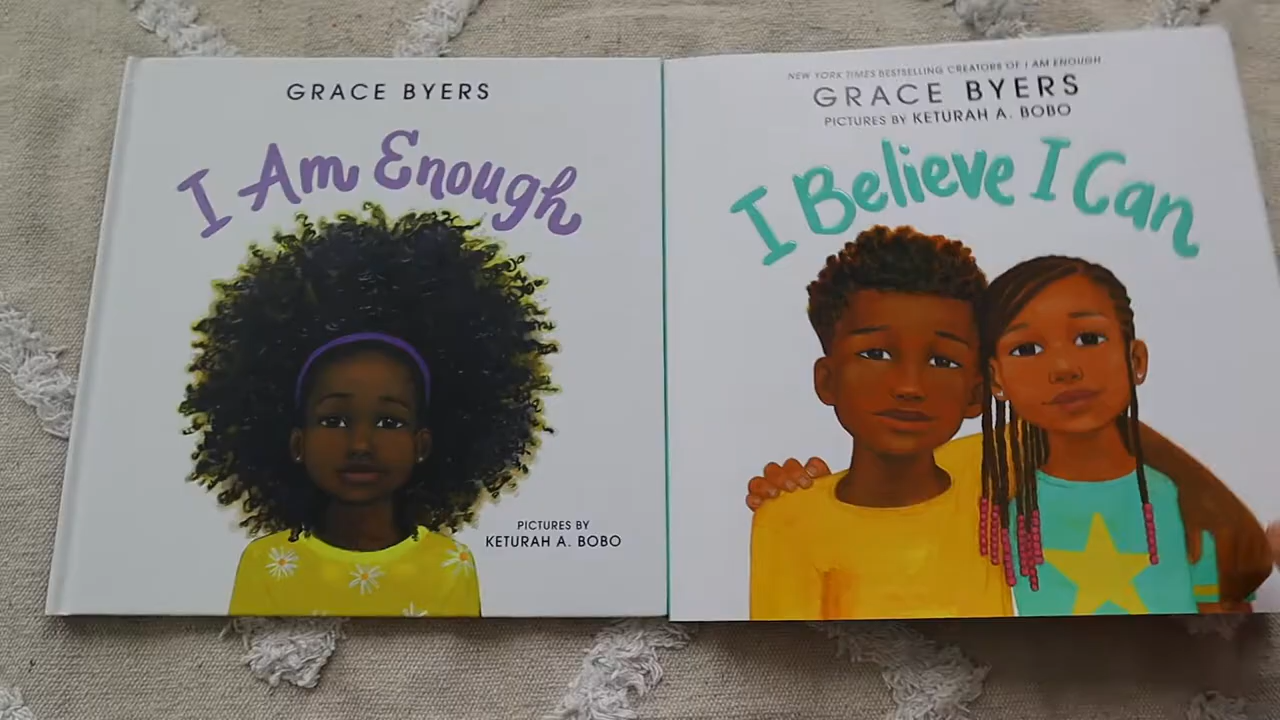 GRACE BYERS
I Am Enough
PICTURES BY
KETURAH A. BOBO
NEW YORK TIMES BESTSELLING CREATORS OF I AM ENOUGH
GRACE BYERS
PICTURES BY KETURAH A. BOBO
I Believe I Can